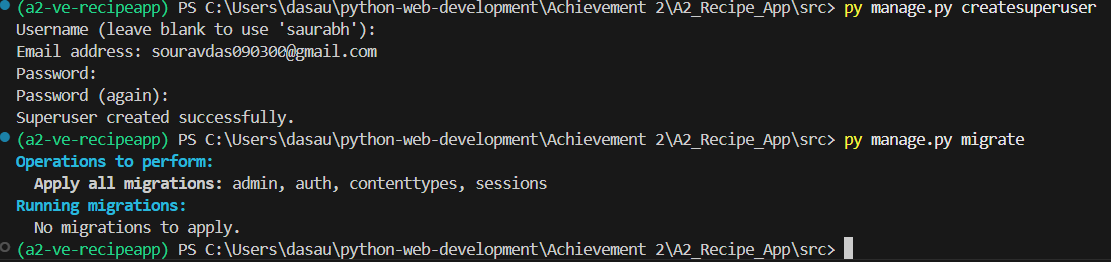 (a2-ve-recipeapp) PS C:\Users\dasau\python-web-development\Achievement 2\A2_Recipe_App\src> py manage.py createsuperuser
Username (leave blank to use 'saurabh'):
Email address: souravdas090300@gmail.com
Password:
Password (again):
Superuser created successfully.
(a2-ve-recipeapp) PS C:\Users\dasau\python-web-development\Achievement 2\A2_Recipe_App\src> py manage.py migrate
Operations to perform:
  Apply all migrations: admin, auth, contenttypes, sessions
Running migrations:
  No migrations to apply.
(a2-ve-recipeapp) PS C:\Users\dasau\python-web-development\Achievement 2\A2_Recipe_App\src>